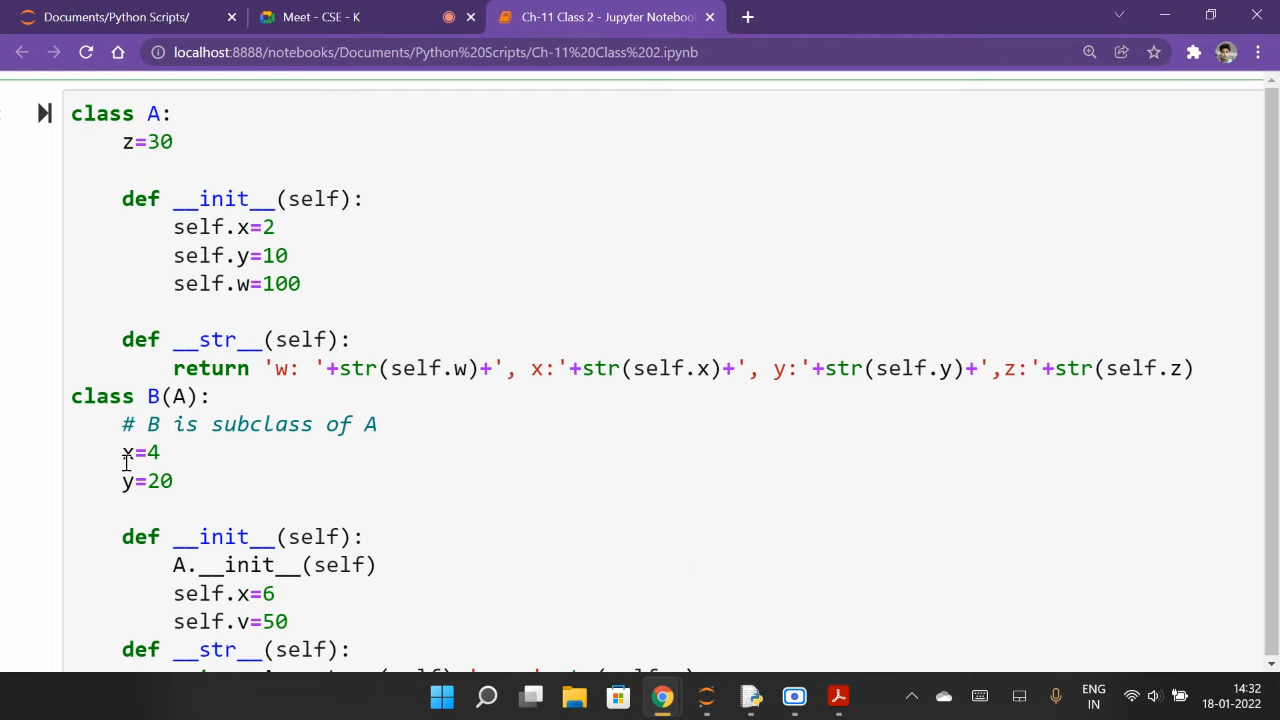 Documents/Python Scripts/
Meet - CSE - K
Ch-11 Class 2 - Jupyter Notebook
localhost:8888/notebooks/Documents/Python%20Scripts/Ch-11%20Class%202.ipynb
class A:
z=30
def __init__(self):
self.x=2
self.y=10
self.w=100
def __str__(self):
return 'w: '+str(self.w)+', x:'+str(self.x)+', y:'+str(self.y)+',z:'+str(self.z)
class B(A):
# B is subclass of A
x=4
y=20
def __init__(self):
A.__init__(self)
self.x=6
self.v=50
def __str__(self):
ENG
IN
14:32
18-01-2022